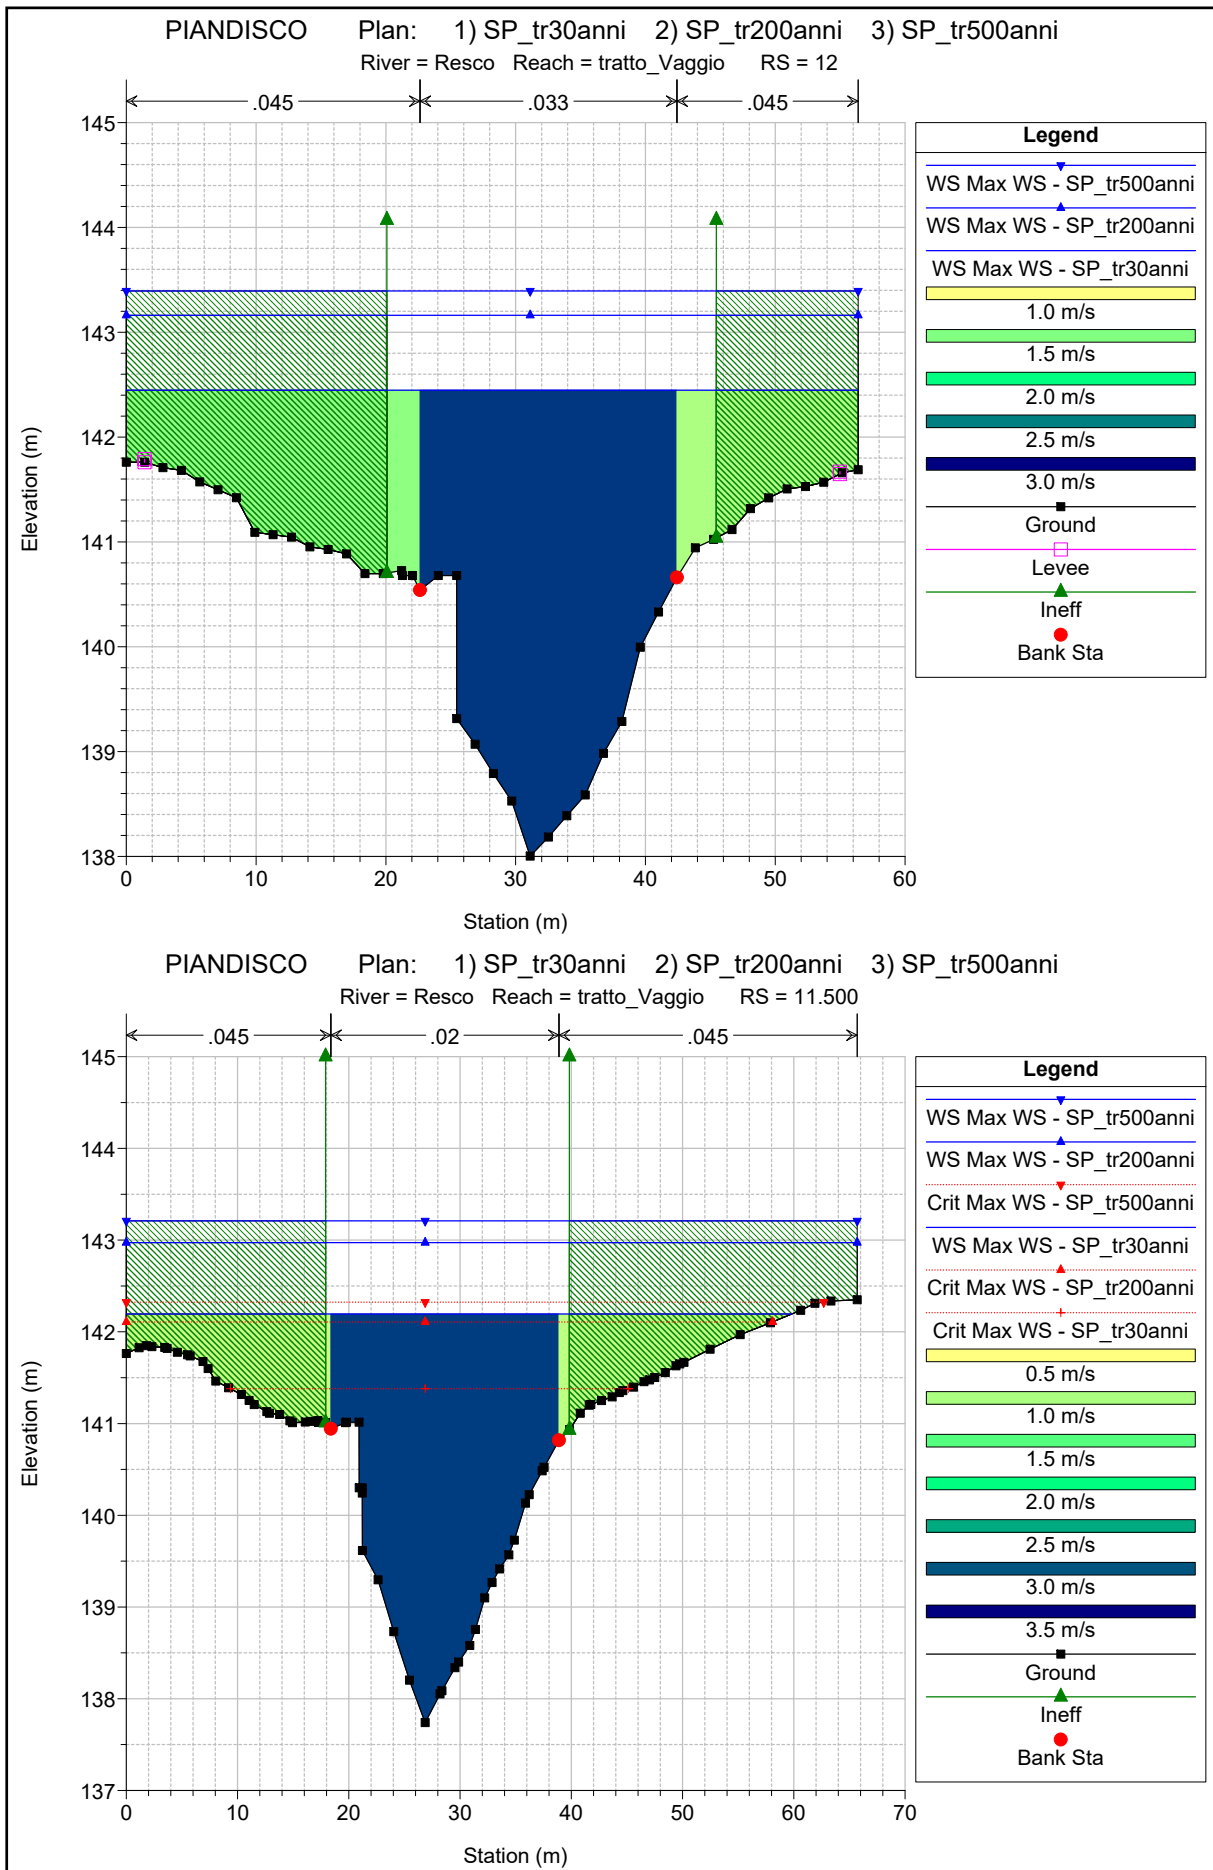 PIANDISCO Plan: 1) SP_tr30anni 2) SP_tr200anni 3) SP_tr500anni
River = Resco Reach = tratto_Vaggio RS = 12
.045 .033 .045
145
144
143
142
141
140
139
138
Elevation (m)
0 10 20 30 40 50 60
Station (m)
Legend
WS Max WS - SP_tr500anni
WS Max WS - SP_tr200anni
WS Max WS - SP_tr30anni
1.0 m/s
1.5 m/s
2.0 m/s
2.5 m/s
3.0 m/s
Ground
Levee
Ineff
Bank Sta
PIANDISCO Plan: 1) SP_tr30anni 2) SP_tr200anni 3) SP_tr500anni
River = Resco Reach = tratto_Vaggio RS = 11.500
.045 .02 .045
145
144
143
142
141
140
139
138
137
Elevation (m)
0 10 20 30 40 50 60 70
Station (m)
Legend
WS Max WS - SP_tr500anni
WS Max WS - SP_tr200anni
Crit Max WS - SP_tr500anni
WS Max WS - SP_tr30anni
Crit Max WS - SP_tr200anni
Crit Max WS - SP_tr30anni
0.5 m/s
1.0 m/s
1.5 m/s
2.0 m/s
2.5 m/s
3.0 m/s
3.5 m/s
Ground
Ineff
Bank Sta